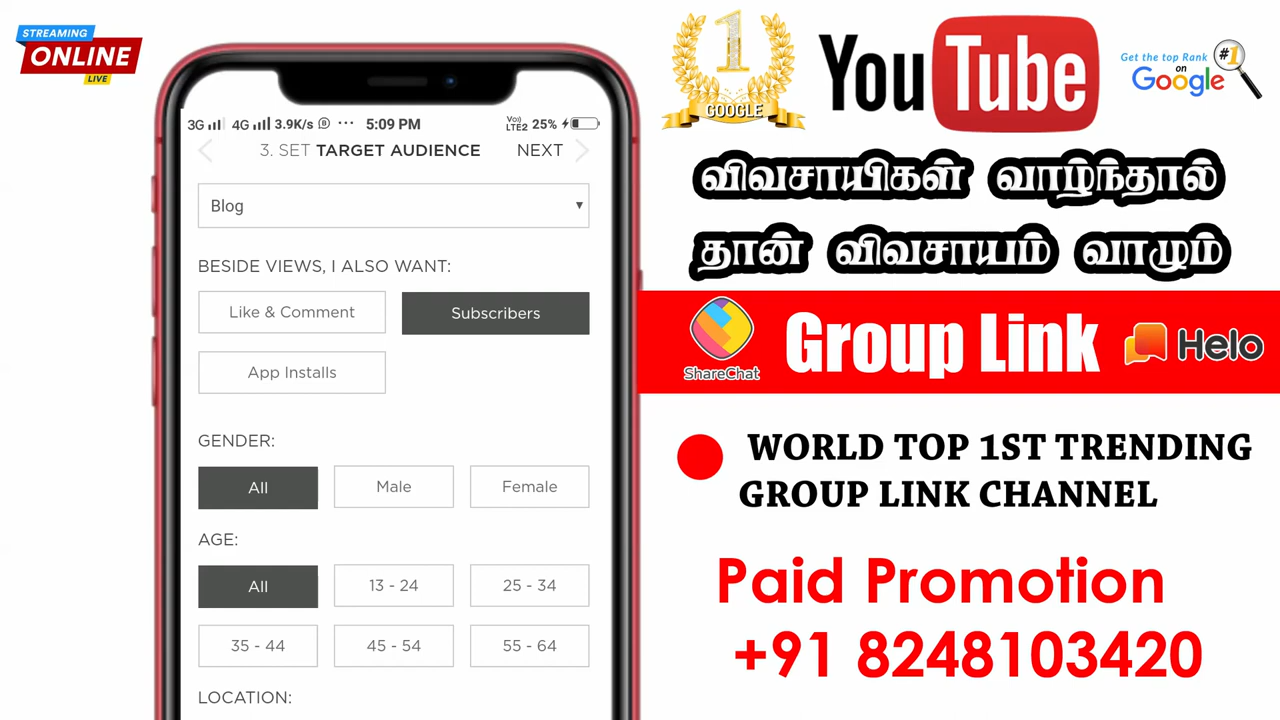 STREAMING
ONLINE
LIVE
3G 4G 3.9K/s ··· 5:09 PM Vo) LTE2 25%
3. SET TARGET AUDIENCE NEXT
Blog
BESIDE VIEWS, I ALSO WANT:
Like & Comment Subscribers
App Installs
GENDER:
All Male Female
AGE:
All 13 - 24 25 - 34
35 - 44 45 - 54 55 - 64
LOCATION:
1
GOOGLE
YouTube
Get the top Rank
on
Google
#1
விவசாயிகள் வாழ்ந்தால்
தான் விவசாயம் வாழும்
ShareChat
Group Link
Helo
WORLD TOP 1ST TRENDING
GROUP LINK CHANNEL
Paid Promotion
+91 8248103420